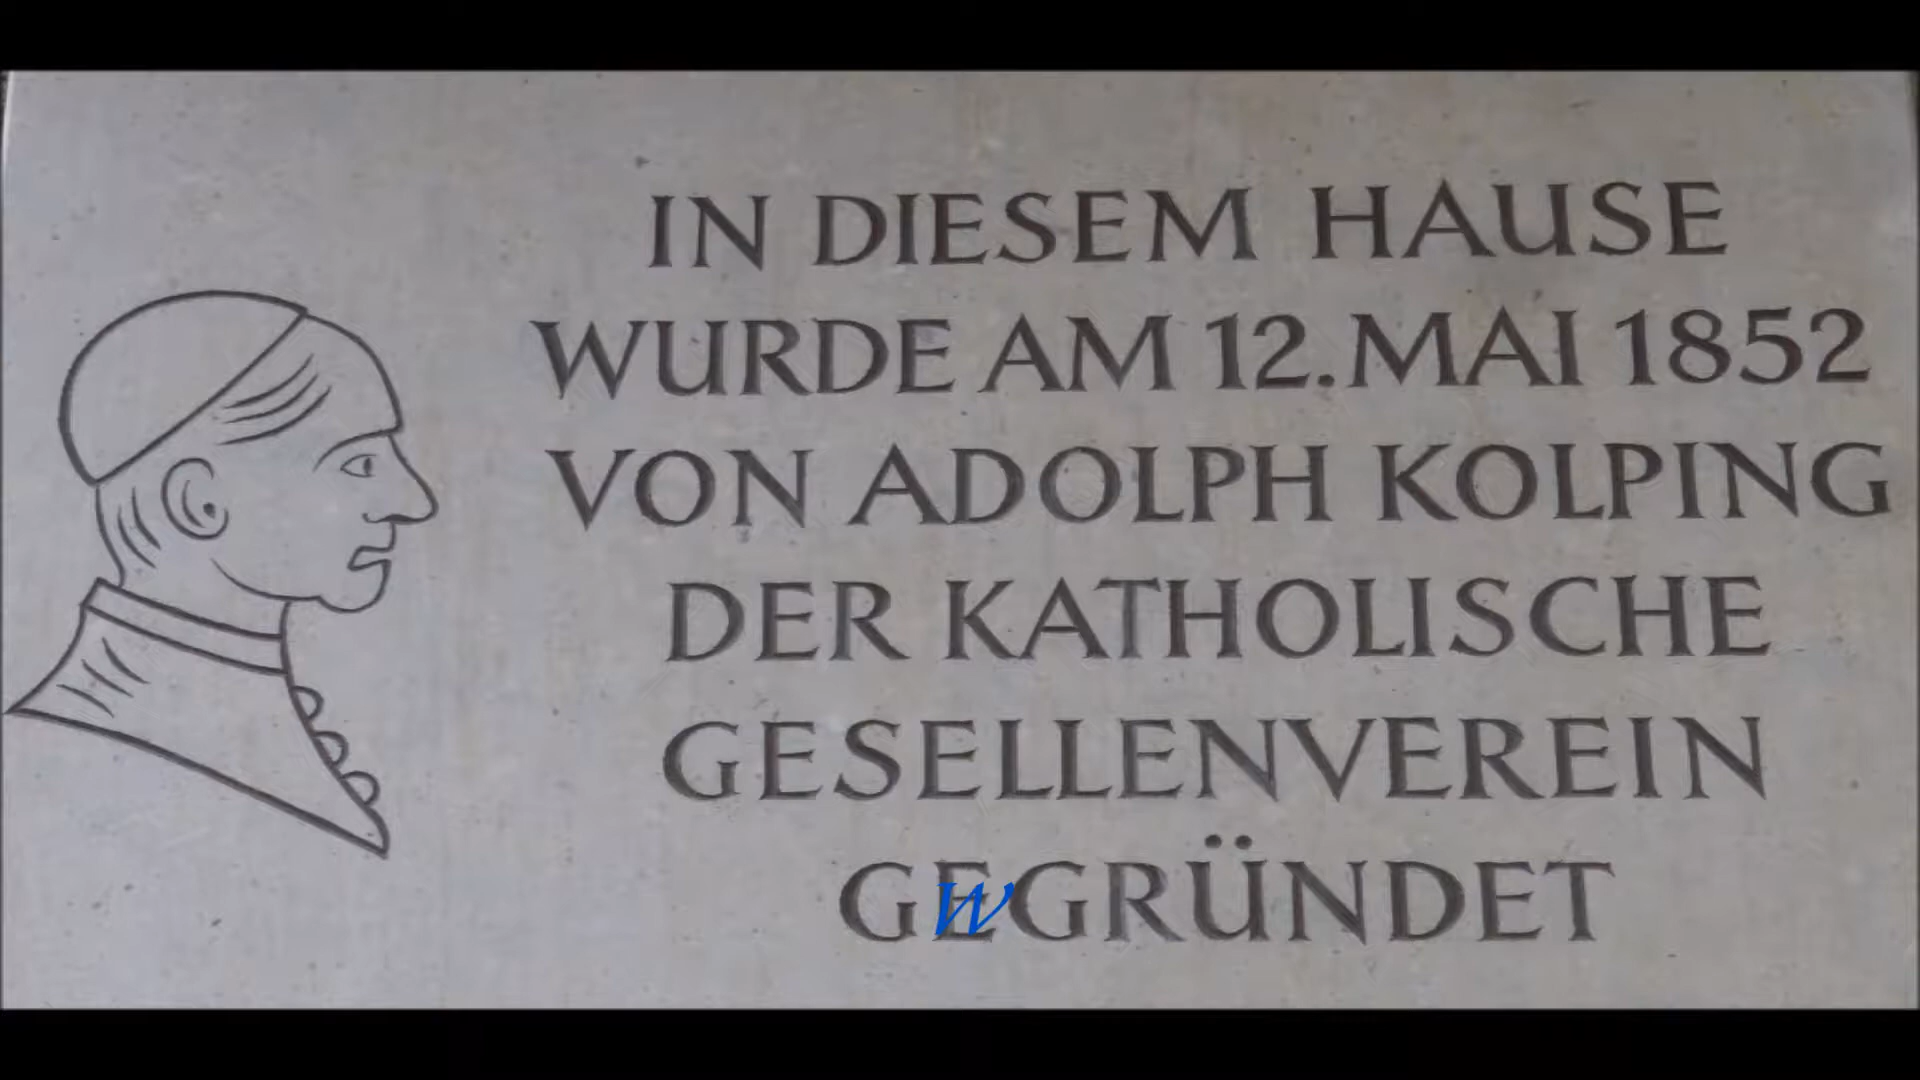 IN DIESEM HAUSE
WURDE AM 12. MAI 1852
VON ADOLPH KOLPING
DER KATHOLISCHE
GESELLENVEREIN
GEGRÜNDET
w